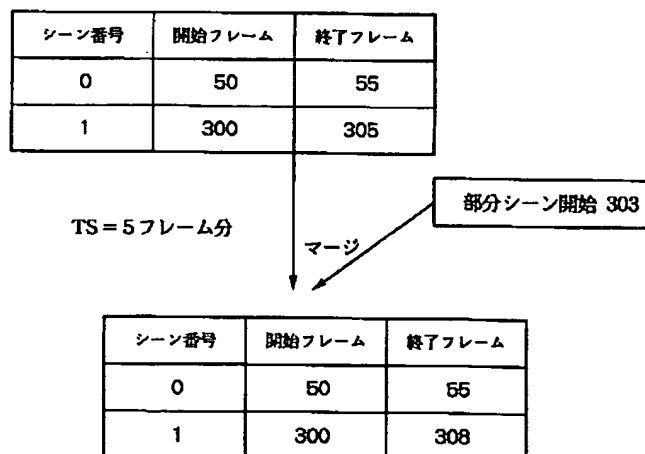 シーン番号 開始フレーム 終了フレーム
0 50 55
1 300 305
部分シーン開始 303
TS = 5フレーム分
マージ
シーン番号 開始フレーム 終了フレーム
0 50 55
1 300 308